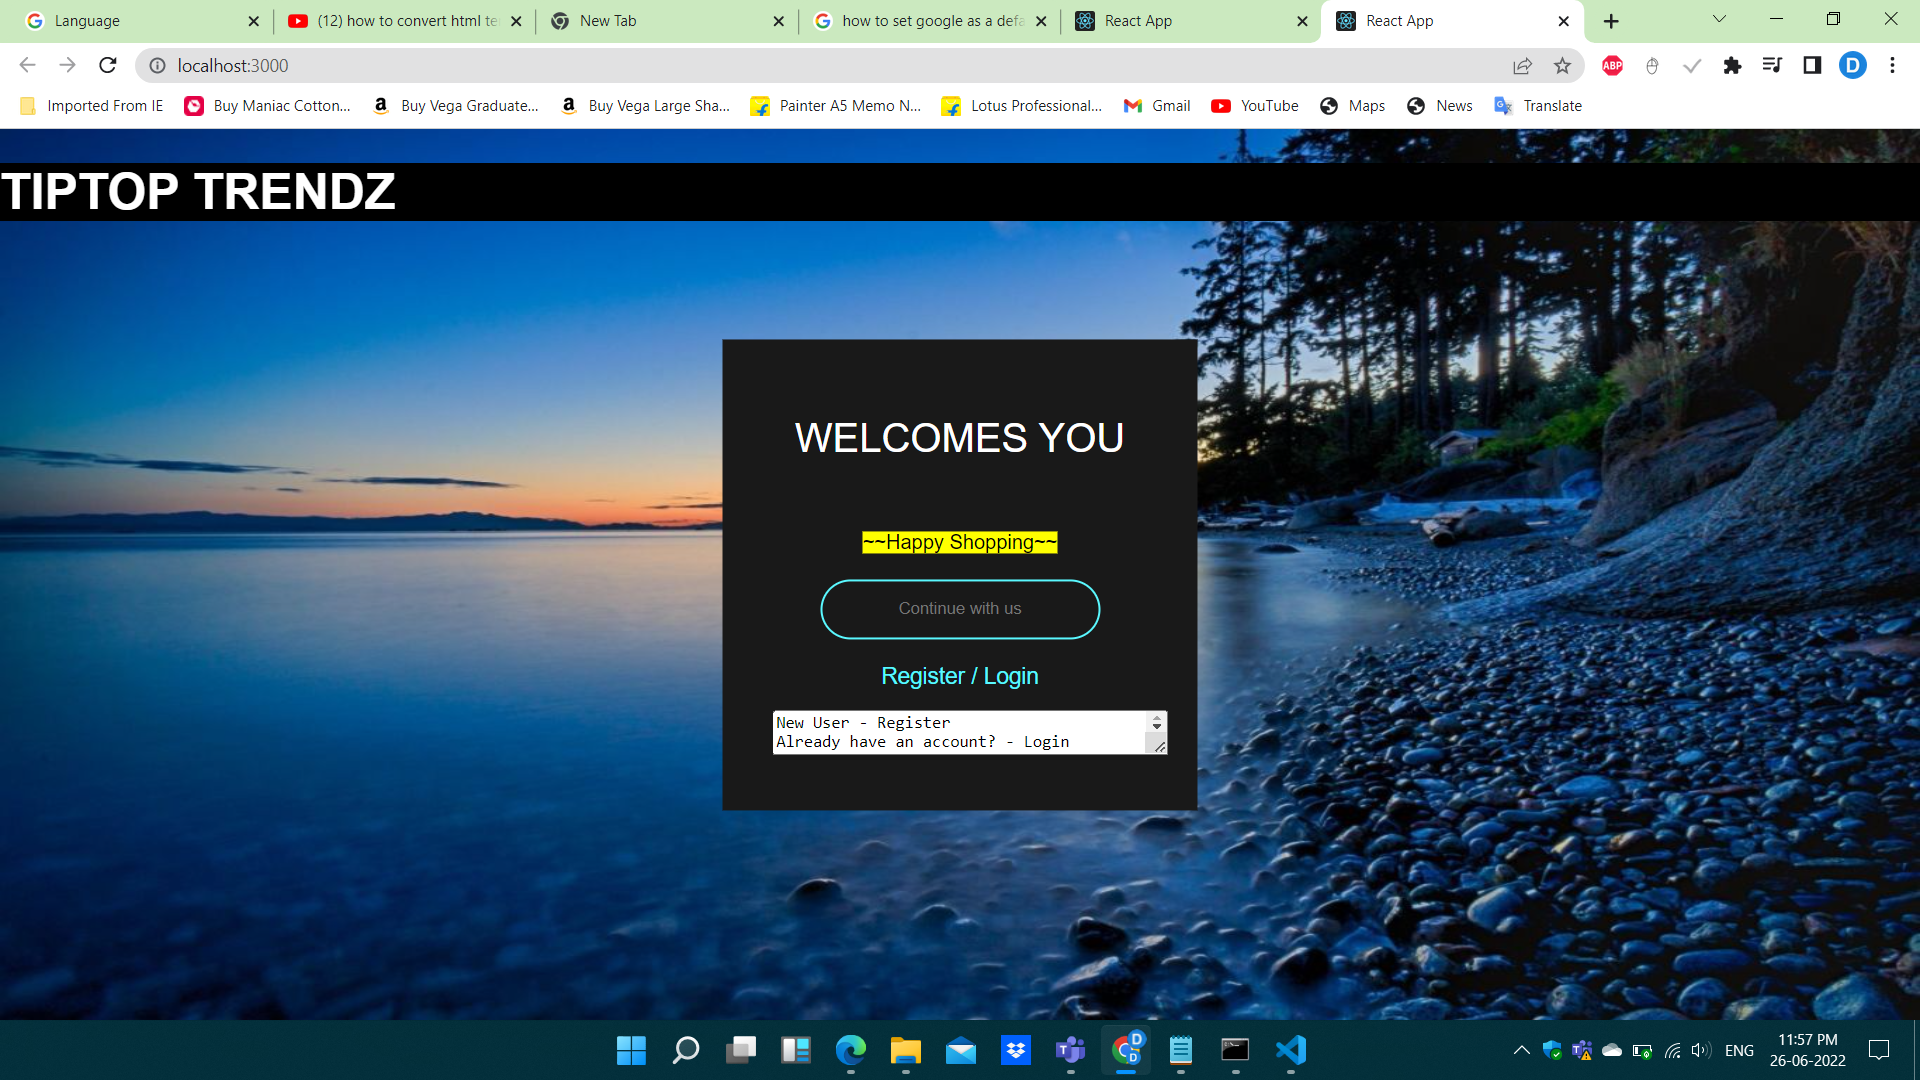 Language
(12) how to convert html te
New Tab
how to set google as a defa
React App
React App
localhost:3000
ABP
D
Imported From IE
Buy Maniac Cotton...
Buy Vega Graduate...
Buy Vega Large Sha...
Painter A5 Memo N...
Lotus Professional...
Gmail
YouTube
Maps
News
Translate
TIPTOP TRENDZ
WELCOMES YOU
~~Happy Shopping~~
Continue with us
Register / Login
New User - Register
Already have an account? - Login
D
D
ENG
11:57 PM
26-06-2022